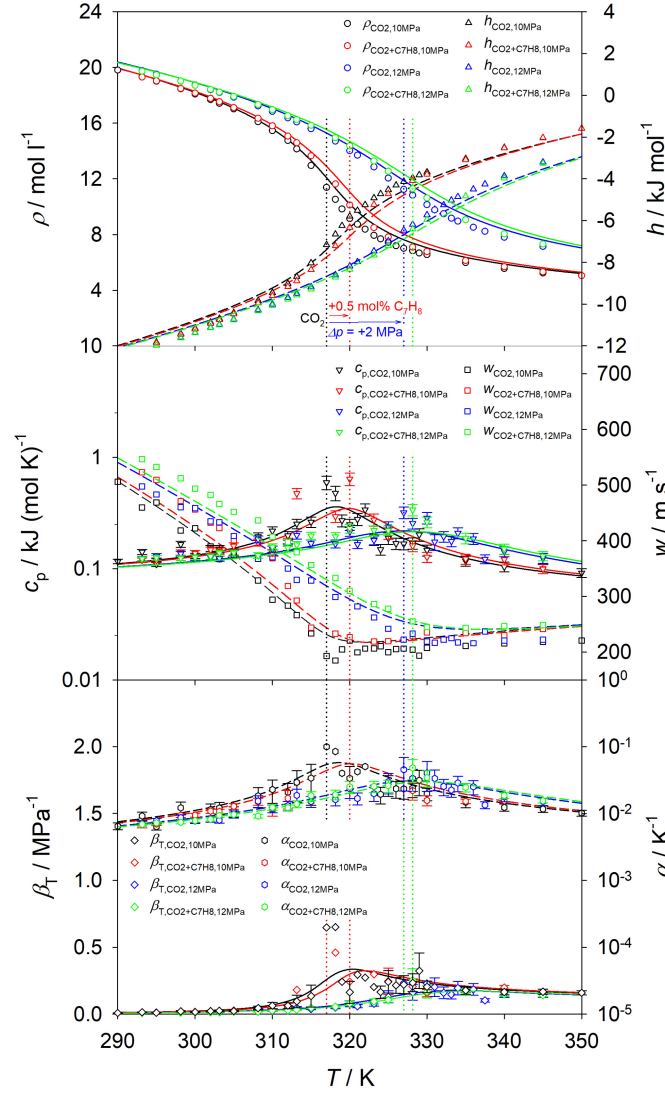 24
20
16
12
8
4
10
ρ / mol l⁻¹
ρCO2,10MPa
ρCO2+C7H8,10MPa
ρCO2,12MPa
ρCO2+C7H8,12MPa
hCO2,10MPa
hCO2+C7H8,10MPa
hCO2,12MPa
hCO2+C7H8,12MPa
4
2
0
-2
-4
-6
-8
-10
-12
h / kJ mol⁻¹
+0.5 mol% C7H8
CO2
Δp = +2 MPa
1
0.1
0.01
cp / kJ (mol K)⁻¹
cp,CO2,10MPa
cp,CO2+C7H8,10MPa
cp,CO2,12MPa
cp,CO2+C7H8,12MPa
wCO2,10MPa
wCO2+C7H8,10MPa
wCO2,12MPa
wCO2+C7H8,12MPa
700
600
500
400
300
200
w / m s⁻¹
2.0
1.5
1.0
0.5
0.0
βT / MPa⁻¹
βT,CO2,10MPa
βT,CO2+C7H8,10MPa
βT,CO2,12MPa
βT,CO2+C7H8,12MPa
αCO2,10MPa
αCO2+C7H8,10MPa
αCO2,12MPa
αCO2+C7H8,12MPa
10⁰
10⁻¹
10⁻²
10⁻³
10⁻⁴
10⁻⁵
α / K⁻¹
290 300 310 320 330 340 350
T / K